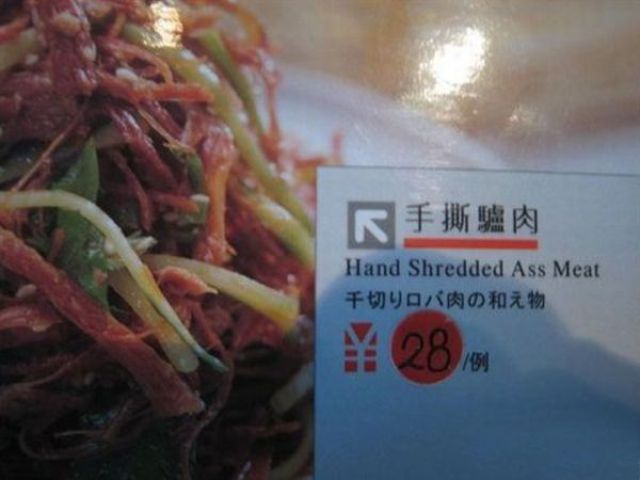 手撕驢肉
Hand Shredded Ass Meat
千切りロバ肉の和え物
¥ 28 /例